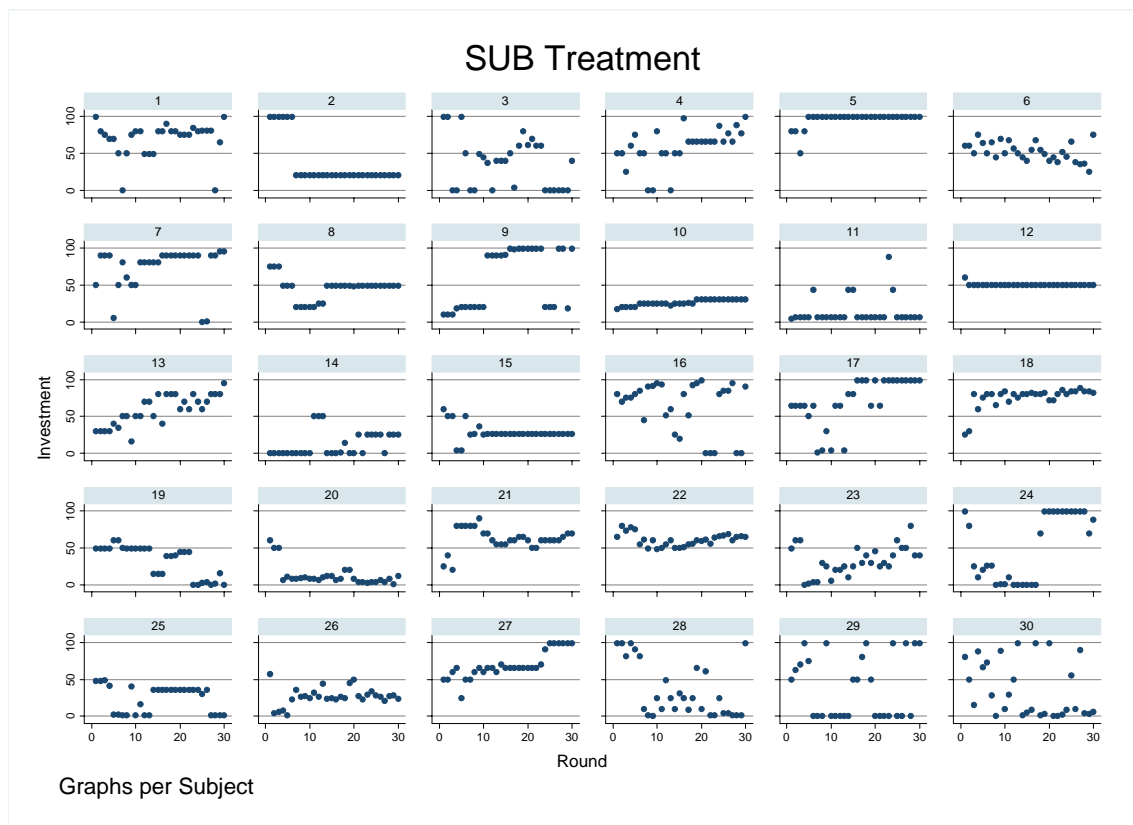 SUB Treatment
1 2 3 4 5 6
0 50 100
7 8 9 10 11 12
0 50 100
13 14 15 16 17 18
0 50 100
19 20 21 22 23 24
0 50 100
25 26 27 28 29 30
0 50 100
0 10 20 30 0 10 20 30 0 10 20 30 0 10 20 30 0 10 20 30 0 10 20 30
Investment
Round
Graphs per Subject